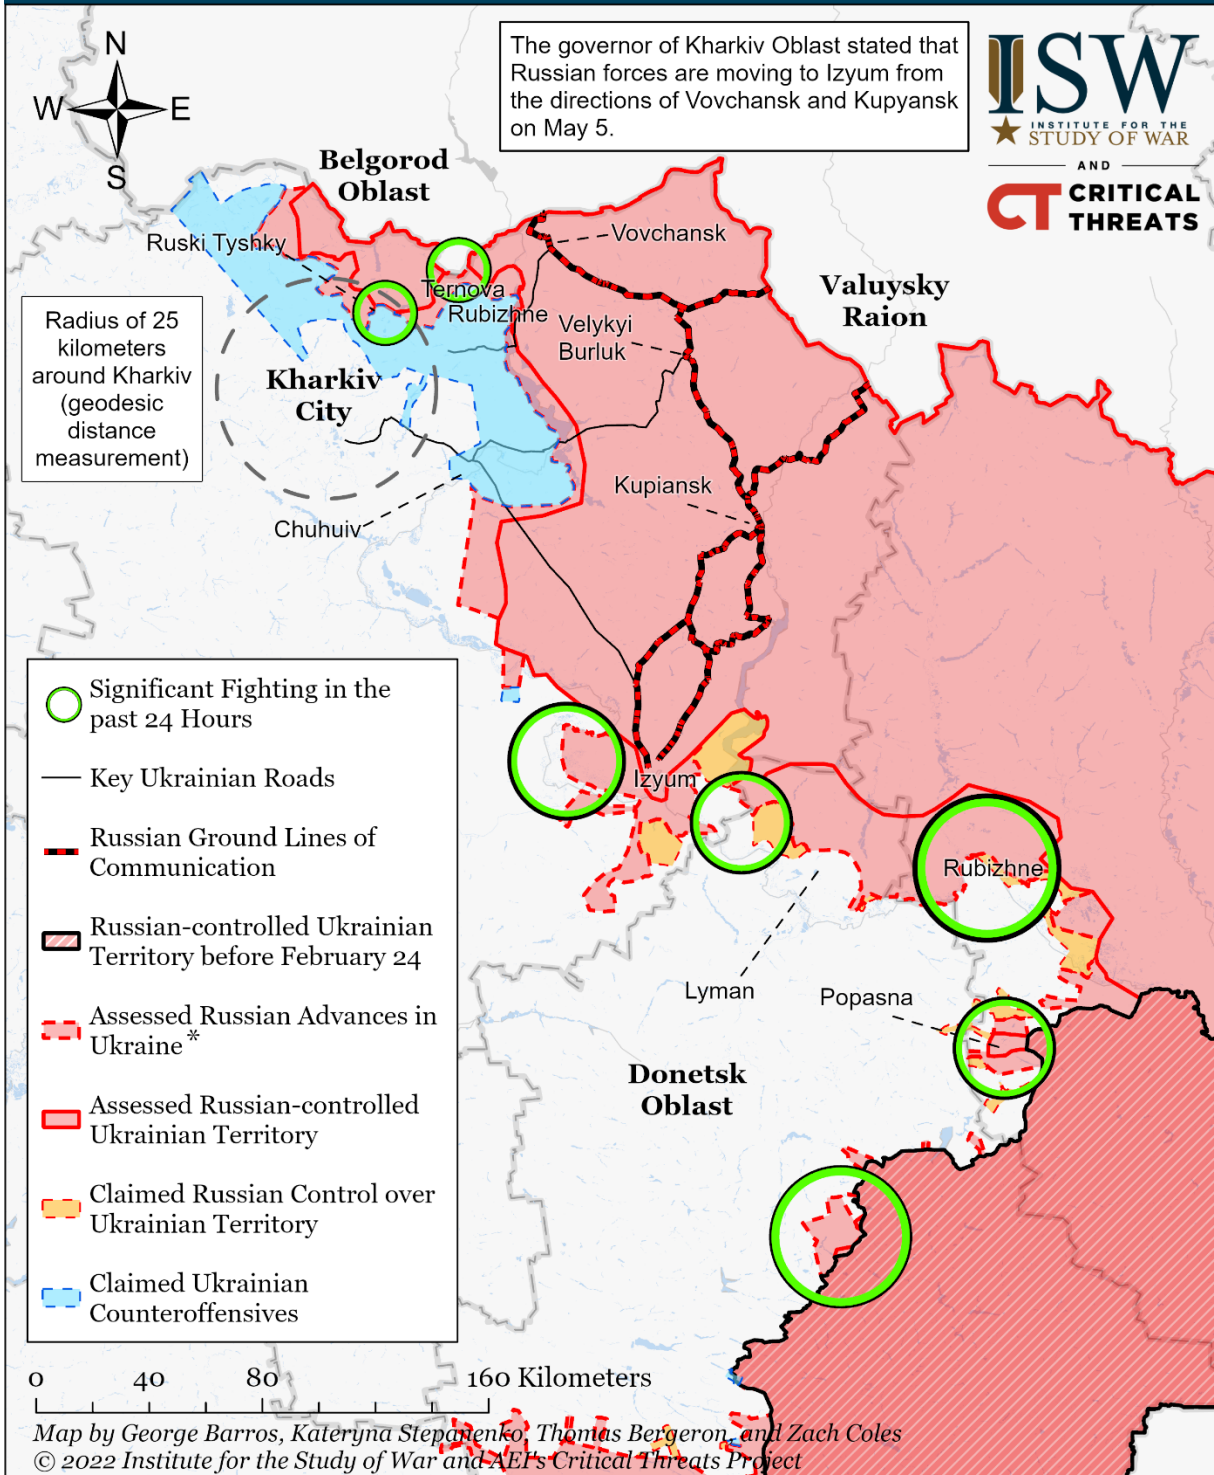 N
W
E
S
The governor of Kharkiv Oblast stated that
Russian forces are moving to Izyum from
the directions of Vovchansk and Kupyansk
on May 5.
ISW
INSTITUTE FOR THE
STUDY OF WAR
AND
CT CRITICAL
THREATS
Belgorod
Oblast
Ruski Tyshky
Vovchansk
Ternova
Rubizhne
Valuysky
Raion
Radius of 25
kilometers
around Kharkiv
(geodesic
distance
measurement)
Velykyi
Burluk
Kharkiv
City
Kupiansk
Chuhuiv
Izyum
Rubizhne
Lyman
Popasna
Donetsk
Oblast
Significant Fighting in the
past 24 Hours
Key Ukrainian Roads
Russian Ground Lines of
Communication
Russian-controlled Ukrainian
Territory before February 24
Assessed Russian Advances in
Ukraine*
Assessed Russian-controlled
Ukrainian Territory
Claimed Russian Control over
Ukrainian Territory
Claimed Ukrainian
Counteroffensives
0 40 80 160 Kilometers
Map by George Barros, Kateryna Stepanenko, Thomas Bergeron, and Zach Coles
© 2022 Institute for the Study of War and AEI's Critical Threats Project